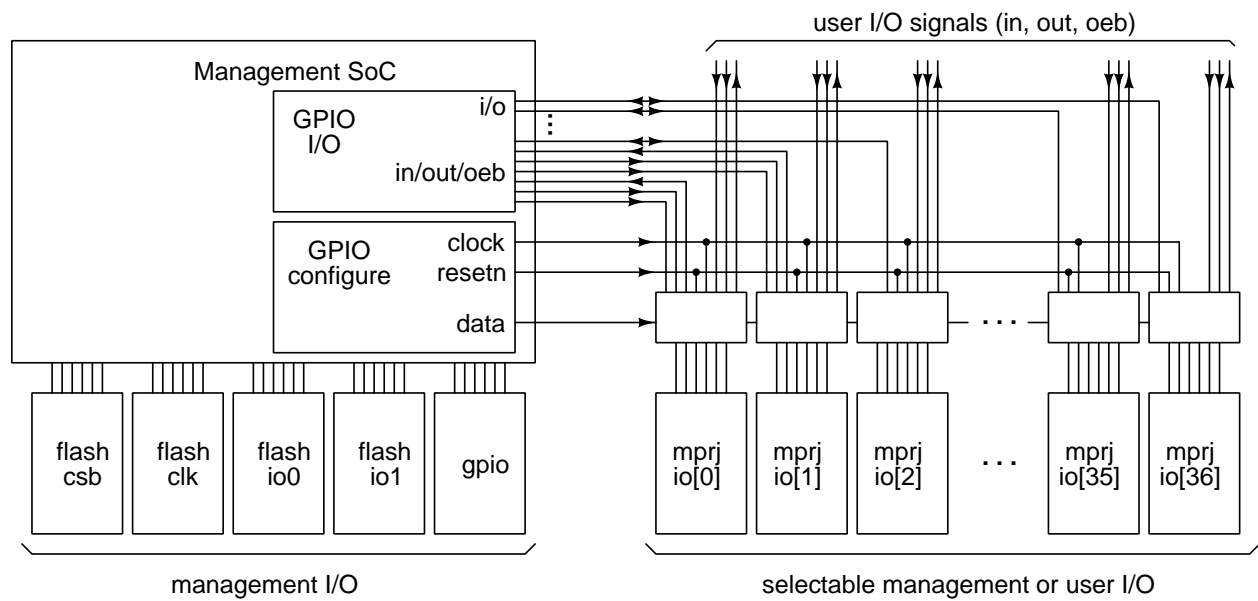 user I/O signals (in, out, oeb)
Management SoC
GPIO
I/O
i/o
in/out/oeb
GPIO
configure
clock
resetn
data
flash
csb
flash
clk
flash
io0
flash
io1
gpio
mprj
io[0]
mprj
io[1]
mprj
io[2]
. . .
mprj
io[35]
mprj
io[36]
management I/O
selectable management or user I/O